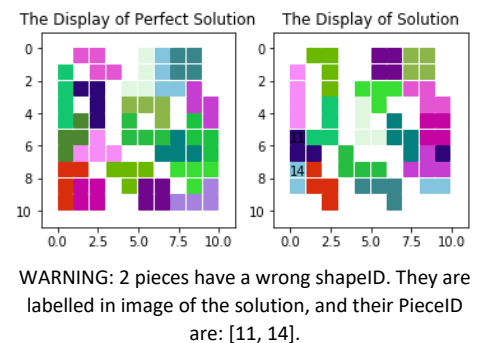 The Display of Perfect Solution
The Display of Solution
0
2
4
6
8
10
0.0 2.5 5.0 7.5 10.0
0
2
4
6
8
10
11
14
0.0 2.5 5.0 7.5 10.0
WARNING: 2 pieces have a wrong shapeID. They are
labelled in image of the solution, and their PieceID
are: [11, 14].